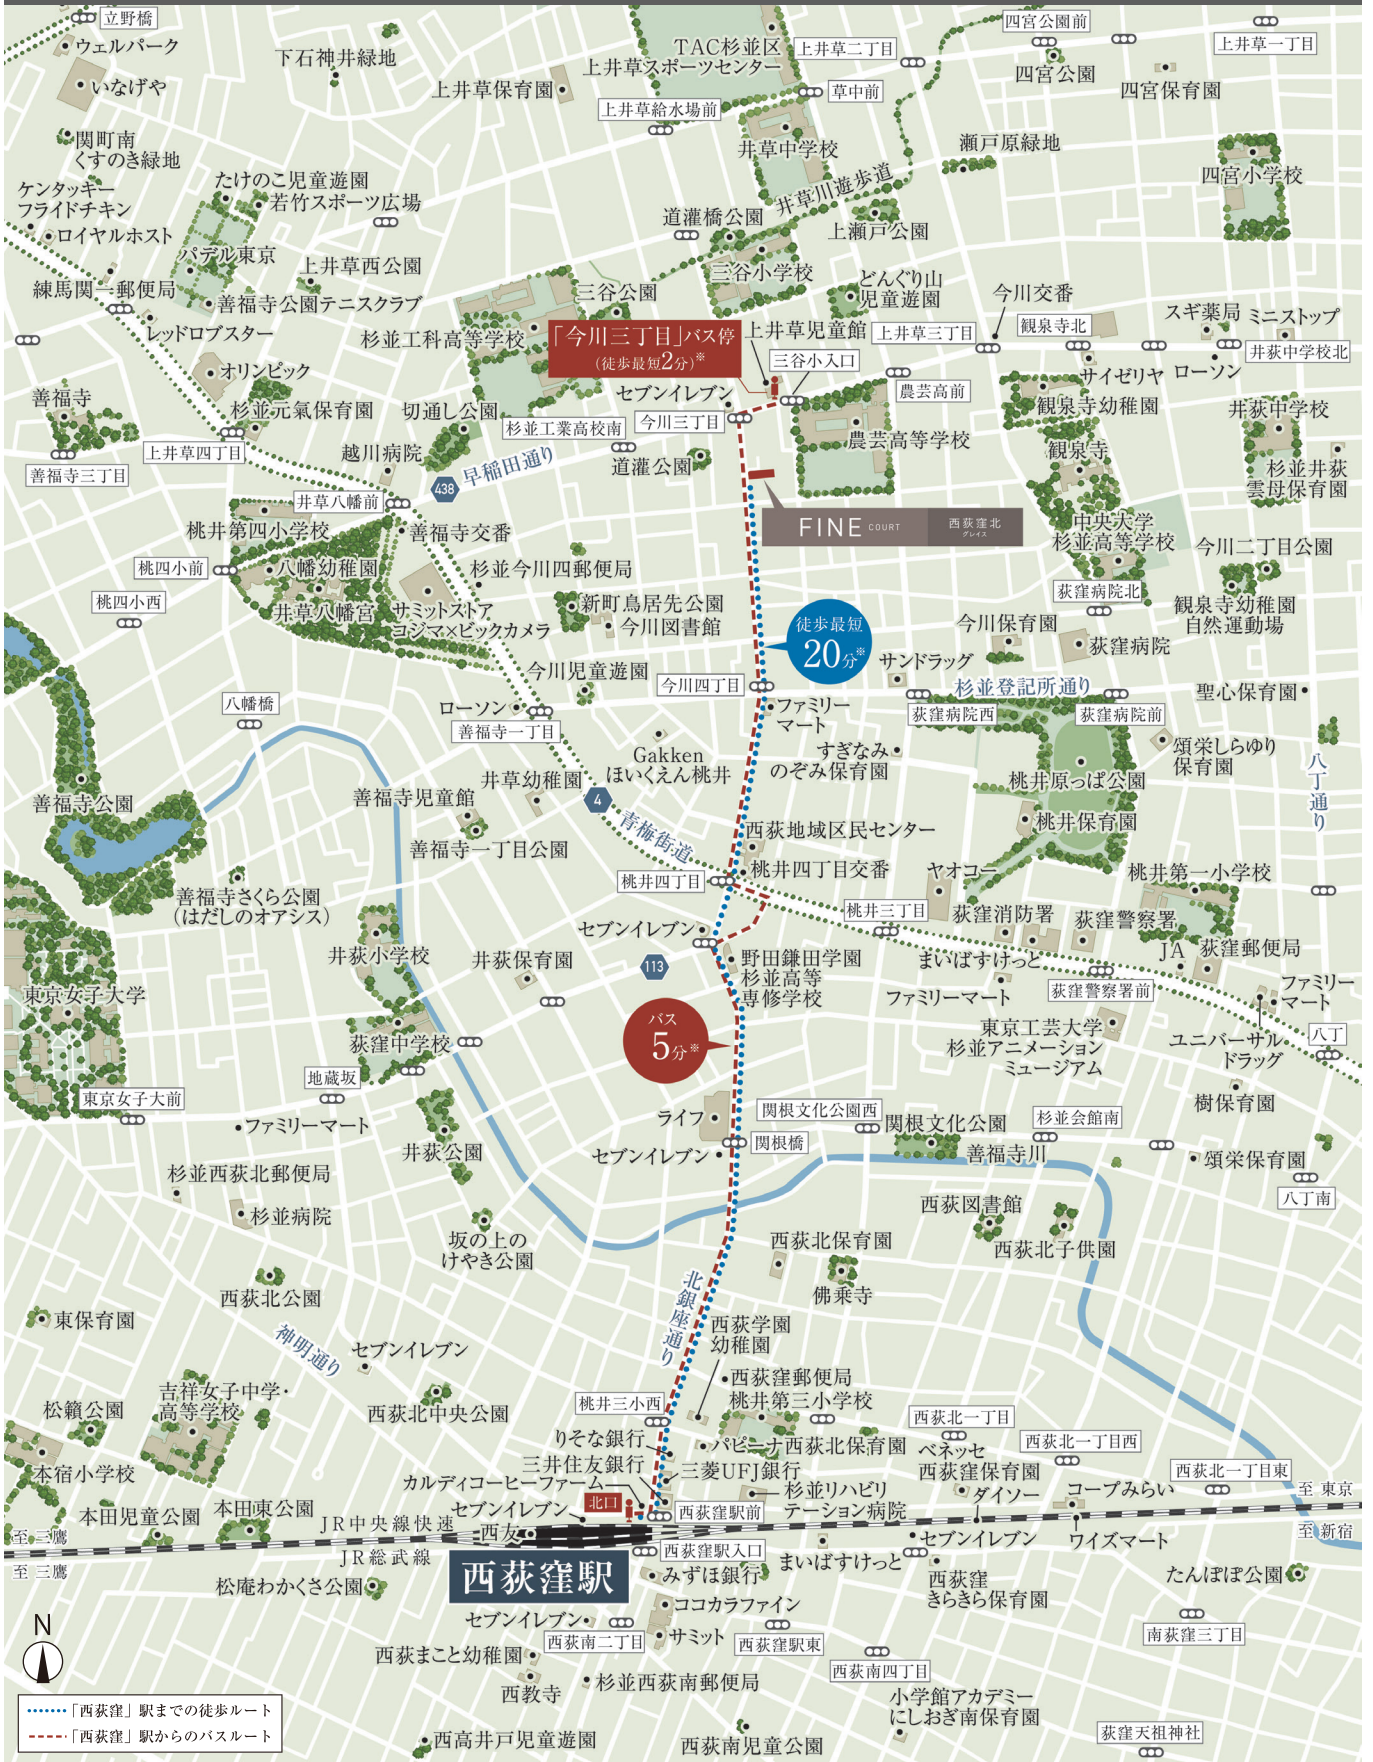 立野橋
ウェルパーク
いなげや
下石神井緑地
上井草保育園
TAC杉並区
上井草スポーツセンター
上井草二丁目
四宮公園前
上井草一丁目
四宮公園
四宮保育園
草中前
上井草給水場前
関町南
くすのき緑地
井草中学校
瀬戸原緑地
四宮小学校
井草川遊歩道
ケンタッキー
フライドチキン
ロイヤルホスト
たけのこ児童遊園
若竹スポーツ広場
道灌橋公園
上瀬戸公園
パデル東京
上井草西公園
三谷小学校
どんぐり山
児童遊園
練馬関一郵便局
善福寺公園テニスクラブ
三谷公園
今川交番
スギ薬局
ミニストップ
レッドロブスター
杉並工科高等学校
「今川三丁目」バス停
(徒歩最短2分)※
上井草児童館
上井草三丁目
観泉寺北
井荻中学校北
三谷小入口
サイゼリヤ
ローソン
オリンピック
善福寺
杉並元氣保育園
切通し公園
セブンイレブン
農芸高前
観泉寺幼稚園
井荻中学校
今川三丁目
杉並工業高校南
上井草四丁目
越川病院
早稲田通り
道灌公園
農芸高等学校
観泉寺
杉並井荻
雲母保育園
善福寺三丁目
438
井草八幡前
FINE COURT
西荻窪北
グレイス
桃井第四小学校
善福寺交番
中央大学
杉並高等学校
今川二丁目公園
桃四小前
八幡幼稚園
杉並今川四郵便局
荻窪病院北
桃四小西
井草八幡宮
サミットストア
コジマ×ビックカメラ
新町鳥居先公園
今川図書館
徒歩最短
20分※
今川保育園
観泉寺幼稚園
自然運動場
荻窪病院
今川児童遊園
サンドラッグ
今川四丁目
杉並登記所通り
聖心保育園
八幡橋
ローソン
善福寺一丁目
ファミリー
マート
荻窪病院西
荻窪病院前
Gakken
ほいくえん桃井
すぎなみ
のぞみ保育園
頌栄しらゆり
保育園
八丁通り
善福寺公園
善福寺児童館
井草幼稚園
4
桃井原っぱ公園
桃井保育園
青梅街道
善福寺一丁目公園
西荻地域区民センター
桃井四丁目交番
ヤオコー
桃井第一小学校
桃井四丁目
善福寺さくら公園
(はだしのオアシス)
桃井三丁目
荻窪消防署
荻窪警察署
JA
荻窪郵便局
セブンイレブン
井荻小学校
井荻保育園
113
野田鎌田学園
杉並高等
専修学校
まいばすけっと
ファミリーマート
荻窪警察署前
ファミリー
マート
東京女子大学
バス
5分※
東京工芸大学
杉並アニメーション
ミュージアム
ユニバーサル
ドラッグ
八丁
荻窪中学校
地蔵坂
東京女子大前
ファミリーマート
樹保育園
ライフ
関根文化公園西
関根文化公園
杉並会館南
井荻公園
セブンイレブン
関根橋
善福寺川
頌栄保育園
杉並西荻北郵便局
八丁南
杉並病院
西荻図書館
坂の上の
けやき公園
西荻北保育園
西荻北子供園
佛乗寺
西荻北公園
東保育園
北銀座通り
神明通り
セブンイレブン
西荻学園
幼稚園
西荻窪郵便局
桃井第三小学校
吉祥女子中学・
高等学校
松籟公園
西荻北中央公園
桃井三小西
西荻北一丁目
りそな銀行
パピーナ西荻北保育園
ベネッセ
西荻窪保育園
西荻北一丁目西
本宿小学校
三井住友銀行
三菱UFJ銀行
西荻北一丁目東
カルディコーヒーファーム
杉並リハビリ
テーション病院
ダイソー
コープみらい
至 東京
本田児童公園
本田東公園
セブンイレブン
北口
西荻窪駅前
JR中央線快速
西友
至 三鷹
セブンイレブン
ワイズマート
至 新宿
至 三鷹
JR総武線
西荻窪駅
西荻窪駅入口
まいばすけっと
松庵わかくさ公園
みずほ銀行
西荻窪
きらきら保育園
たんぽぽ公園
ココカラファイン
セブンイレブン
西荻南二丁目
サミット
西荻窪駅東
南荻窪三丁目
N
西荻まこと幼稚園
西荻南四丁目
西教寺
杉並西荻南郵便局
小学館アカデミー
にしおぎ南保育園
「西荻窪」駅までの徒歩ルート
「西荻窪」駅からのバスルート
西高井戸児童遊園
西荻南児童公園
荻窪天祖神社